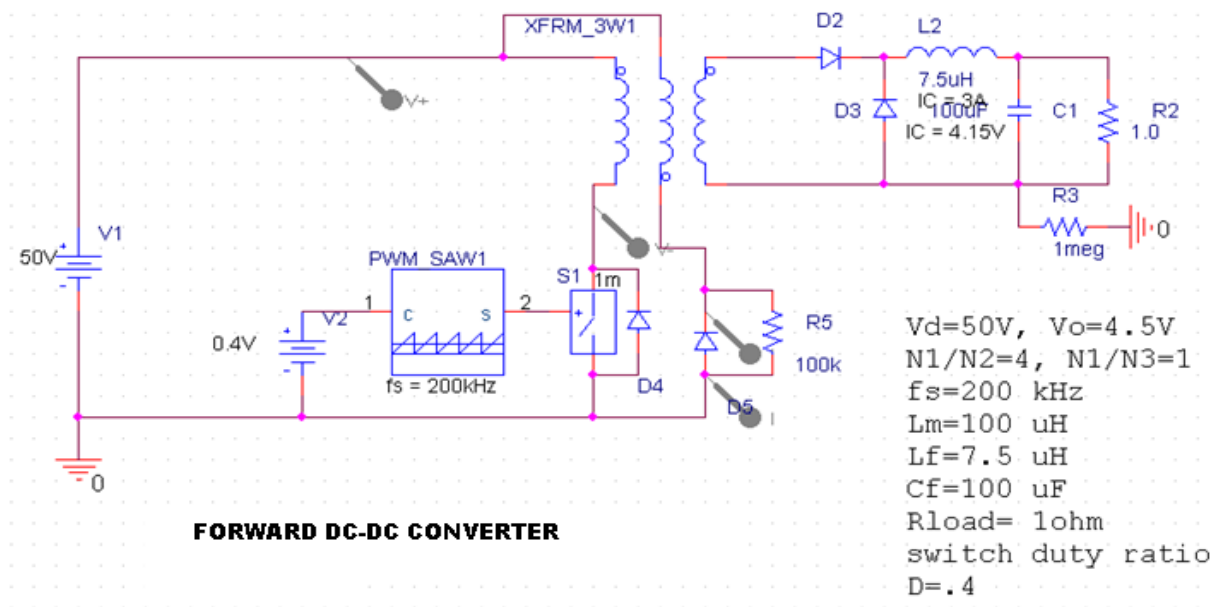 XFRM_3W1
D2
L2
V+
7.5uH
IC = 3A
D3
100uF
C1
R2
1.0
IC = 4.15V
R3
0
1meg
V1
50V
V-
PWM_SAW1
S1
1m
1
C
S
2
V2
0.4V
R5
100k
fs = 200kHz
D4
D5
I
0
Vd=50V, Vo=4.5V
N1/N2=4, N1/N3=1
fs=200 kHz
Lm=100 uH
Lf=7.5 uH
Cf=100 uF
Rload= 1ohm
switch duty ratio
D=.4
FORWARD DC-DC CONVERTER